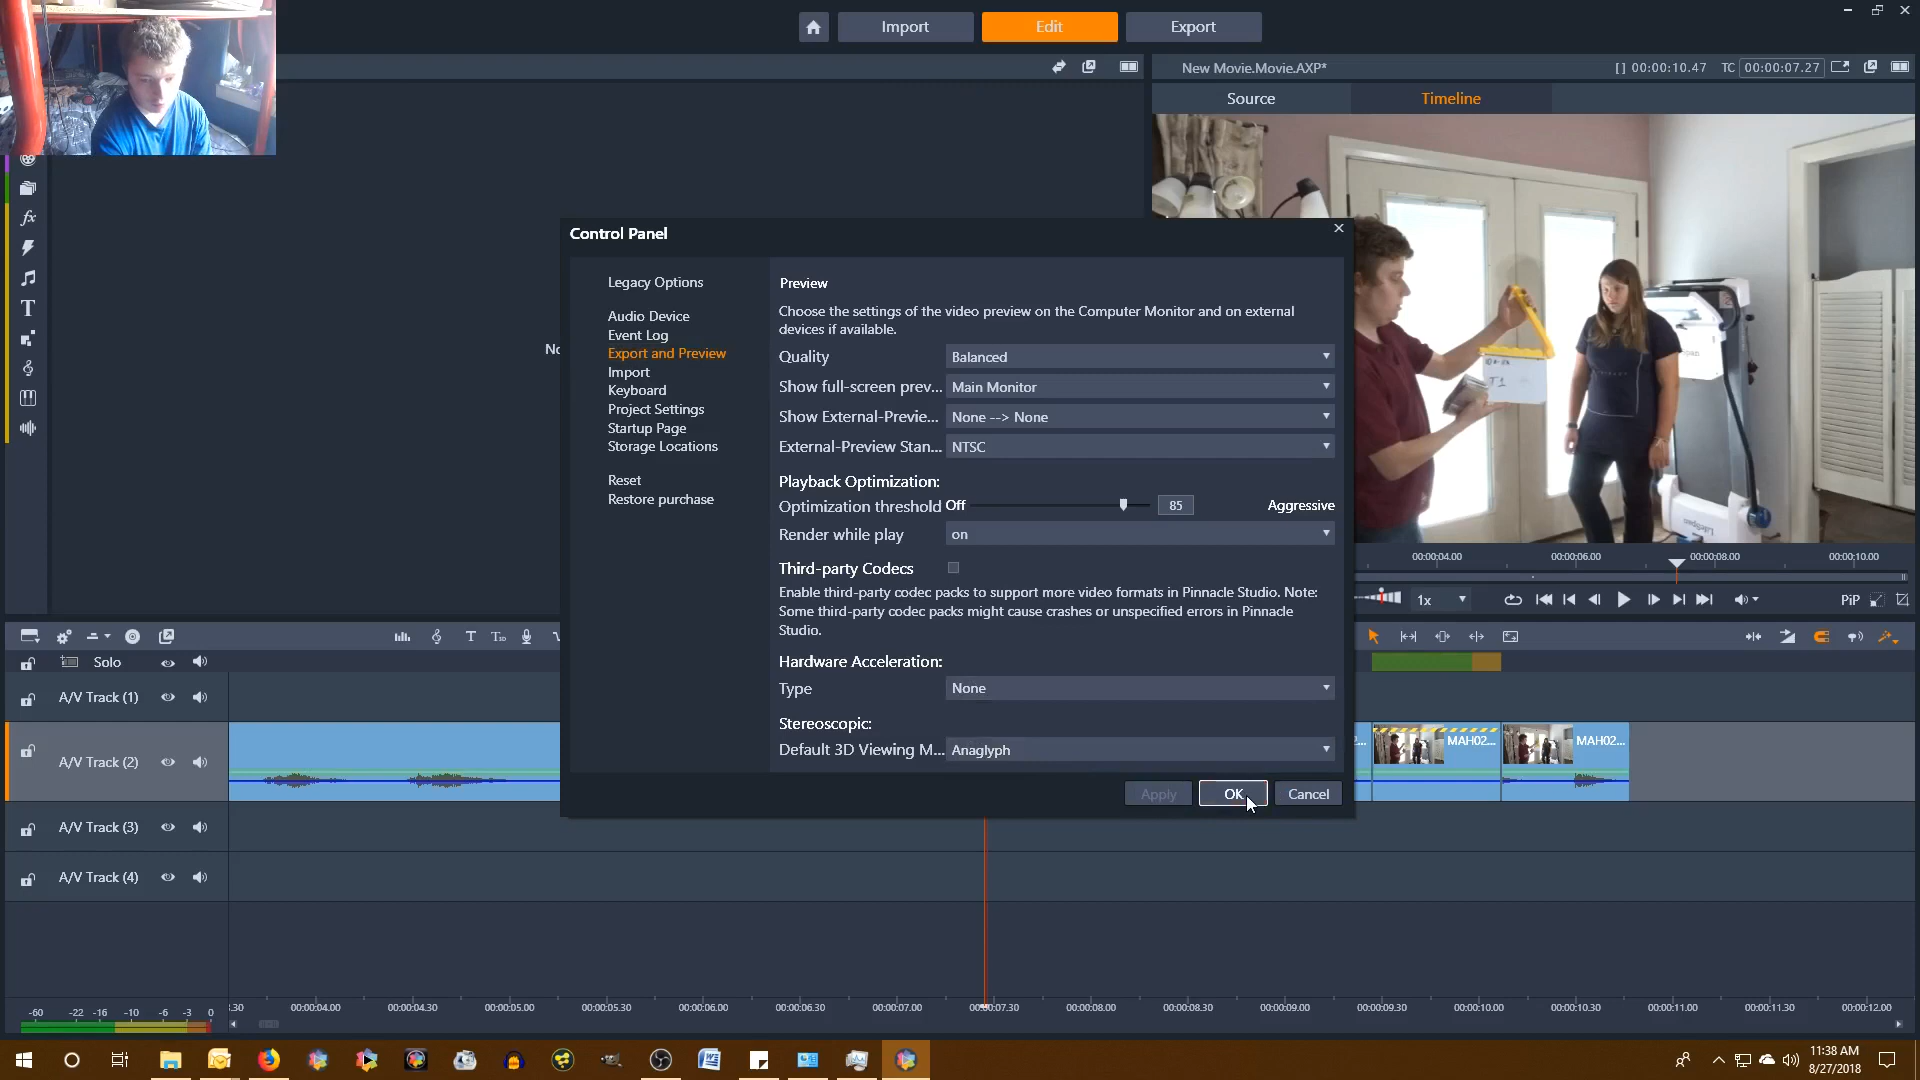 Import
Edit
Export
New Movie.Movie.AXP*
[] 00:00:10.47 TC 00:00:07.27
Source
Timeline
T1
Control Panel
Legacy Options
Audio Device
Event Log
Export and Preview
Import
Keyboard
Project Settings
Startup Page
Storage Locations
Reset
Restore purchase
Preview
Choose the settings of the video preview on the Computer Monitor and on external
devices if available.
Quality Balanced
Show full-screen prev... Main Monitor
Show External-Previe... None --> None
External-Preview Stan... NTSC
Playback Optimization:
Optimization threshold Off 85 Aggressive
Render while play on
Third-party Codecs
Enable third-party codec packs to support more video formats in Pinnacle Studio. Note:
Some third-party codec packs might cause crashes or unspecified errors in Pinnacle
Studio.
Hardware Acceleration:
Type None
Stereoscopic:
Default 3D Viewing M... Anaglyph
Apply OK Cancel
No
00:00:04.00 00:00:06.00 00:00:08.00 00:00:10.00
1x
PiP
Solo
A/V Track (1)
A/V Track (2)
MAH02... MAH02...
A/V Track (3)
A/V Track (4)
-60 -22 -16 -10 -6 -3 0
:3.30 00:00:04.00 00:00:04.30 00:00:05.00 00:00:05.30 00:00:06.00 00:00:06.30 00:00:07.00 00:00:07.30 00:00:08.00 00:00:08.30 00:00:09.00 00:00:09.30 00:00:10.00 00:00:10.30 00:00:11.00 00:00:11.30 00:00:12.00
11:38 AM
8/27/2018